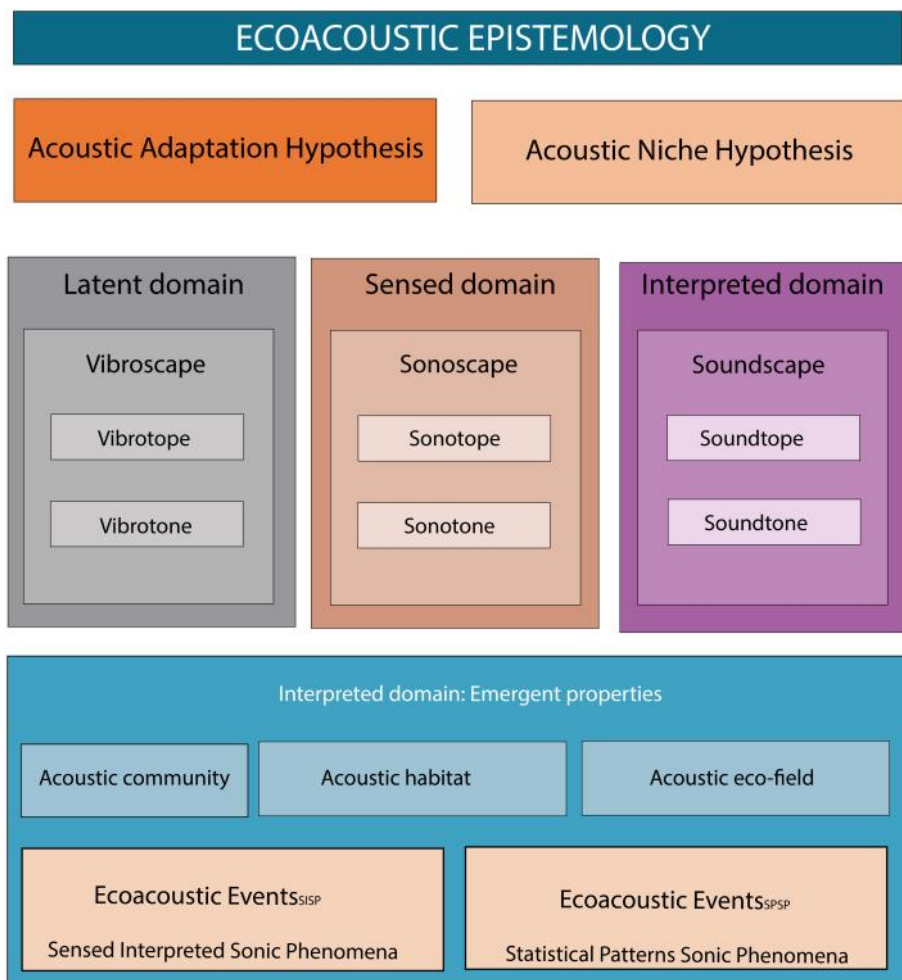 ECOACOUSTIC EPISTEMOLOGY
Acoustic Adaptation Hypothesis
Acoustic Niche Hypothesis
Latent domain
Vibroscape
Vibrotope
Vibrotone
Sensed domain
Sonoscape
Sonotope
Sonotone
Interpreted domain
Soundscape
Soundtope
Soundtone
Interpreted domain: Emergent properties
Acoustic community
Acoustic habitat
Acoustic eco-field
Ecoacoustic EventsSISP
Sensed Interpreted Sonic Phenomena
Ecoacoustic EventsSPSP
Statistical Patterns Sonic Phenomena